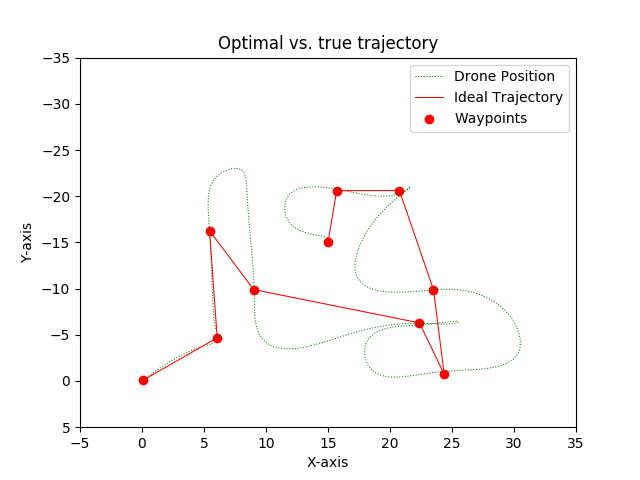 Optimal vs. true trajectory
Drone Position
Ideal Trajectory
Waypoints
−35
−30
−25
−20
−15
−10
−5
0
5
Y-axis
−5 0 5 10 15 20 25 30 35
X-axis